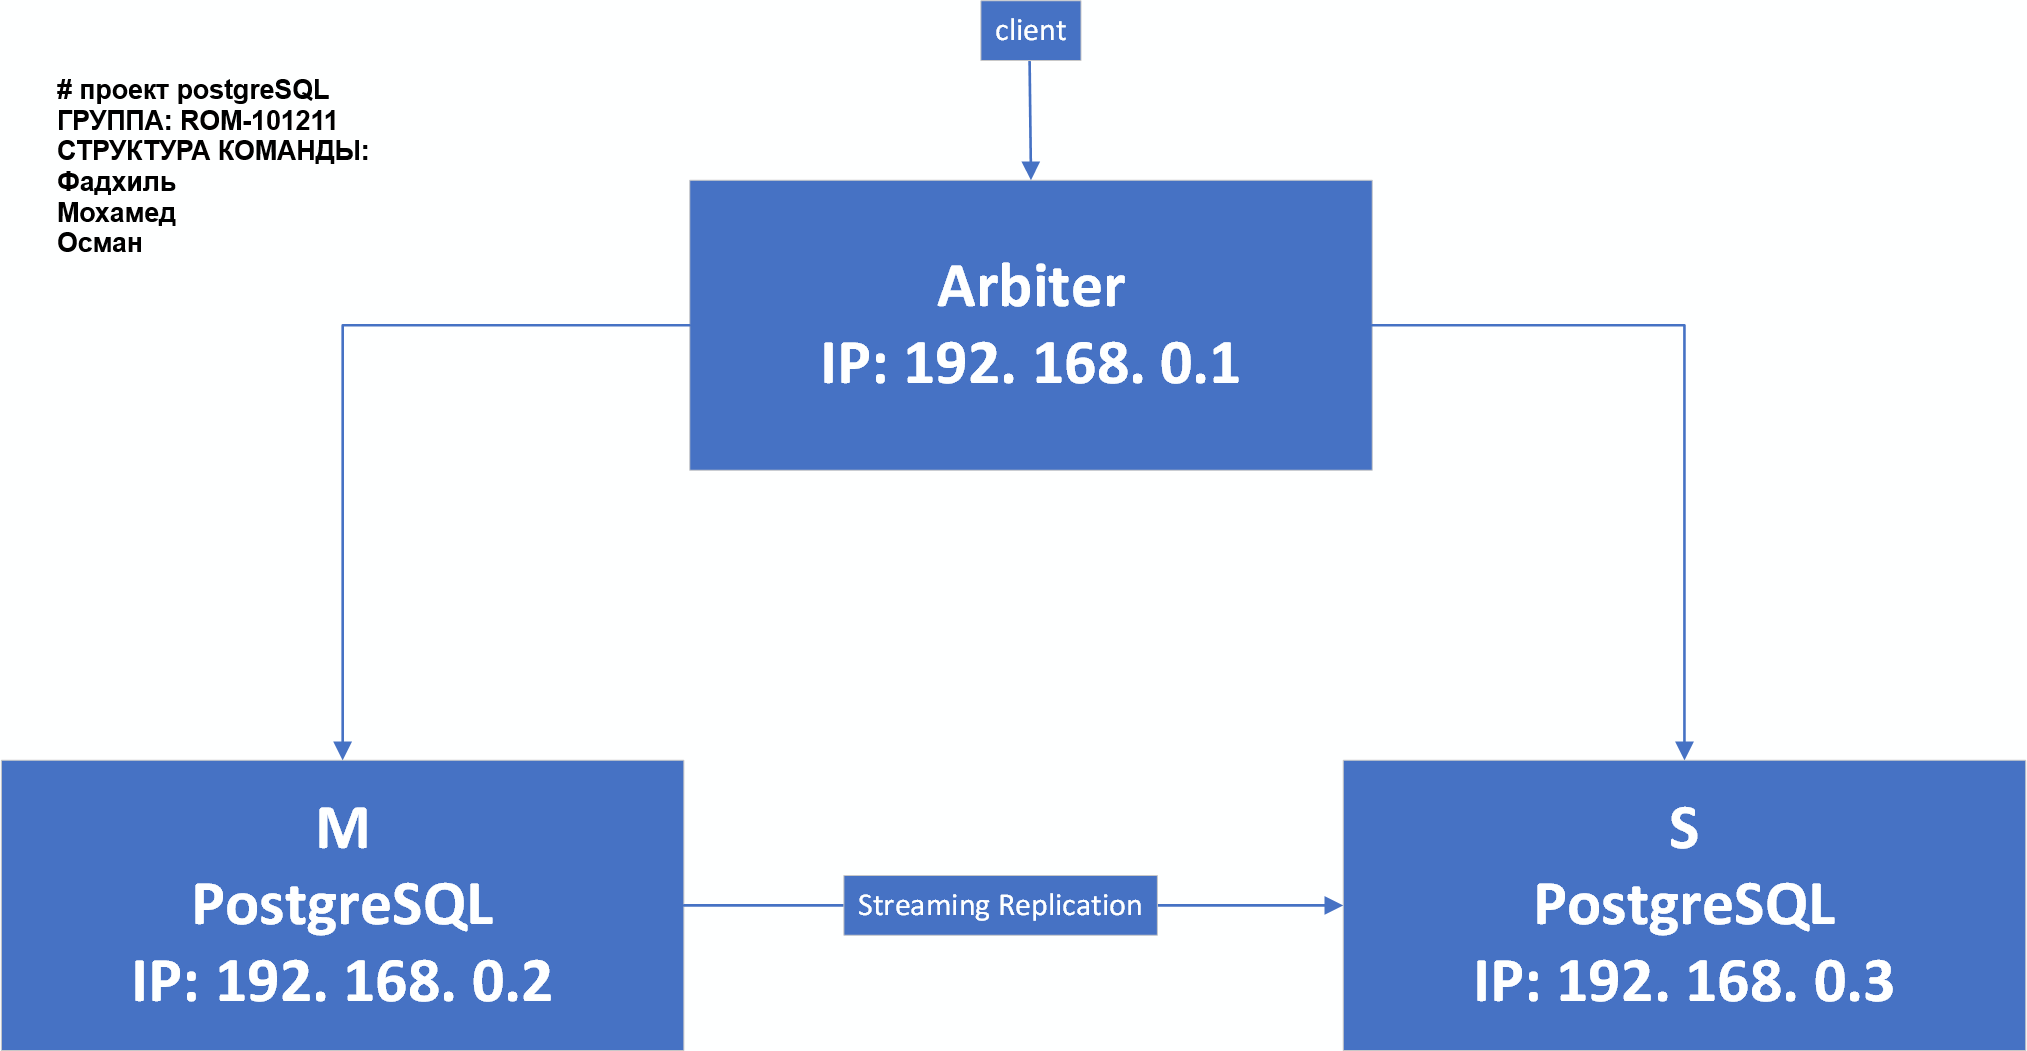 client
# проект postgreSQL
ГРУППА: ROM-101211
СТРУКТУРА КОМАНДЫ:
Фадхиль
Мохамед
Осман
Arbiter
IP: 192. 168. 0.1
M
PostgreSQL
IP: 192. 168. 0.2
Streaming Replication
S
PostgreSQL
IP: 192. 168. 0.3